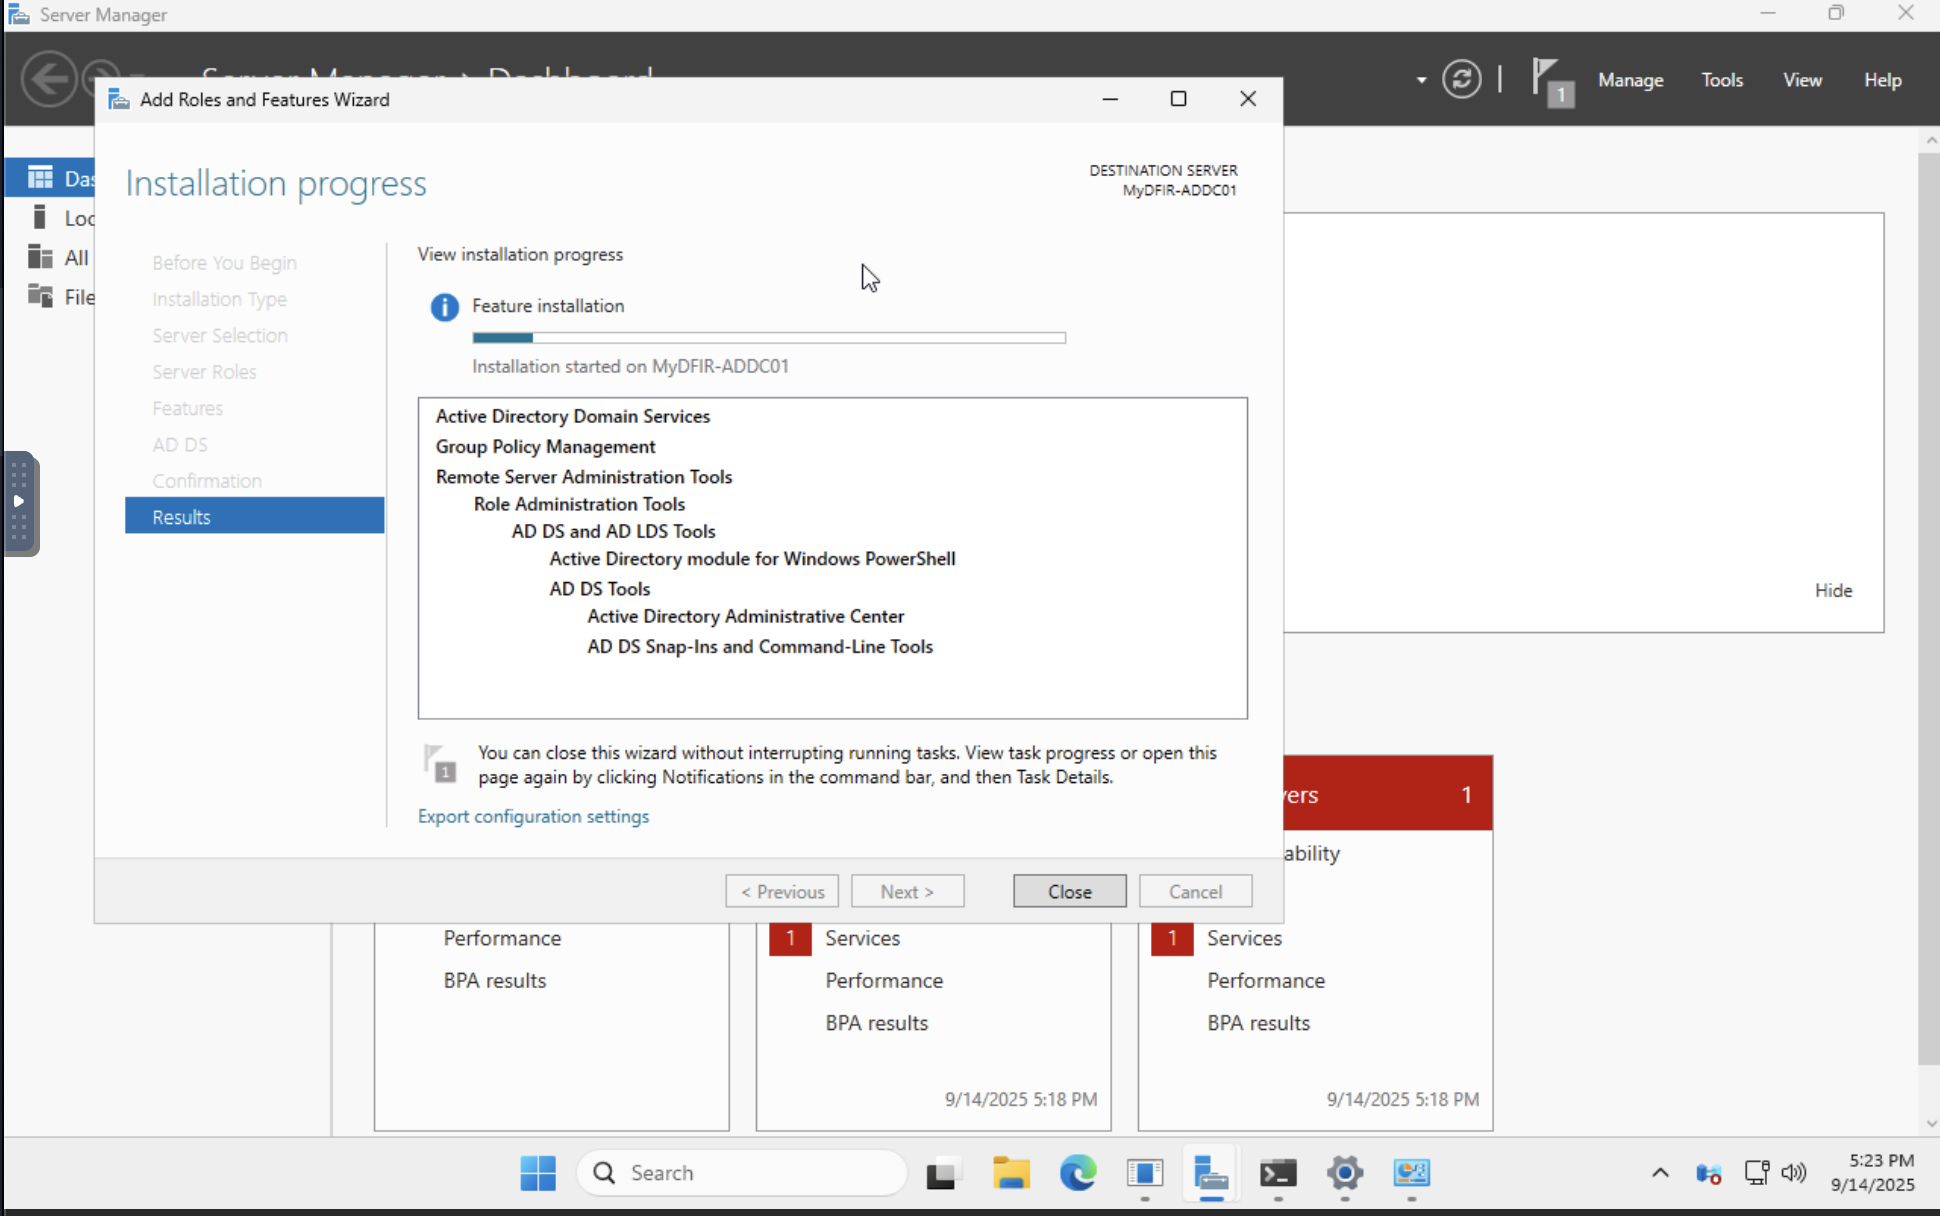 Server Manager
Server Manager › Dashboard
1
Manage
Tools
View
Help
Add Roles and Features Wizard
Installation progress
DESTINATION SERVER
MyDFIR-ADDC01
Das
Loc
All
File
Before You Begin
Installation Type
Server Selection
Server Roles
Features
AD DS
Confirmation
Results
View installation progress
Feature installation
Installation started on MyDFIR-ADDC01
Active Directory Domain Services
Group Policy Management
Remote Server Administration Tools
Role Administration Tools
AD DS and AD LDS Tools
Active Directory module for Windows PowerShell
AD DS Tools
Active Directory Administrative Center
AD DS Snap-Ins and Command-Line Tools
1
You can close this wizard without interrupting running tasks. View task progress or open this
page again by clicking Notifications in the command bar, and then Task Details.
Export configuration settings
< Previous
Next >
Close
Cancel
Hide
vers 1
ability
Performance
BPA results
1 Services
Performance
BPA results
9/14/2025 5:18 PM
1 Services
Performance
BPA results
9/14/2025 5:18 PM
Search
5:23 PM
9/14/2025